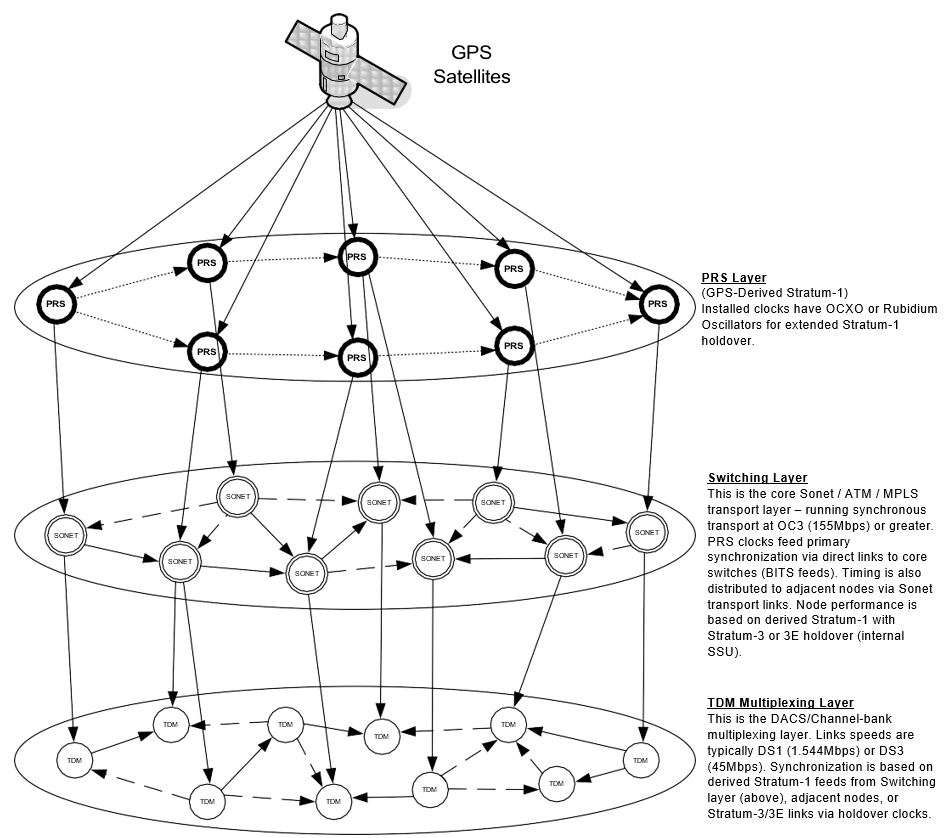 GPS
Satellites
PRS
PRS
PRS
PRS
PRS
PRS
PRS
PRS
PRS Layer
(GPS-Derived Stratum-1)
Installed clocks have OCXO or Rubidium
Oscillators for extended Stratum-1
holdover.
SONET
SONET
SONET
SONET
SONET
SONET
SONET
SONET
SONET
Switching Layer
This is the core Sonet / ATM / MPLS
transport layer – running synchronous
transport at OC3 (155Mbps) or greater.
PRS clocks feed primary
synchronization via direct links to core
switches (BITS feeds). Timing is also
distributed to adjacent nodes via Sonet
transport links. Node performance is
based on derived Stratum-1 with
Stratum-3 or 3E holdover (internal
SSU).
TDM
TDM
TDM
TDM
TDM
TDM
TDM
TDM
TDM
TDM
TDM Multiplexing Layer
This is the DACS/Channel-bank
multiplexing layer. Links speeds are
typically DS1 (1.544Mbps) or DS3
(45Mbps). Synchronization is based on
derived Stratum-1 feeds from Switching
layer (above), adjacent nodes, or
Stratum-3/3E links via holdover clocks.